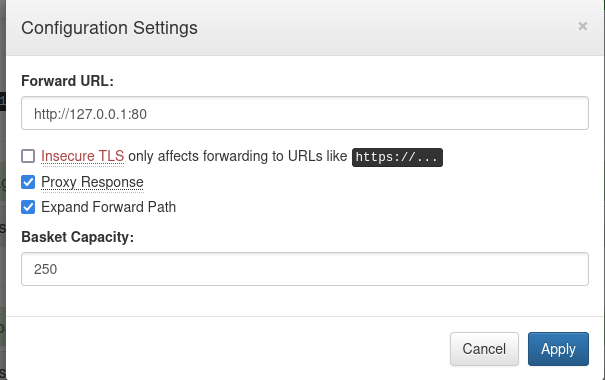 Configuration Settings ×
Forward URL:
http://127.0.0.1:80
Insecure TLS only affects forwarding to URLs like https://...
Proxy Response
Expand Forward Path
Basket Capacity:
250
Cancel Apply